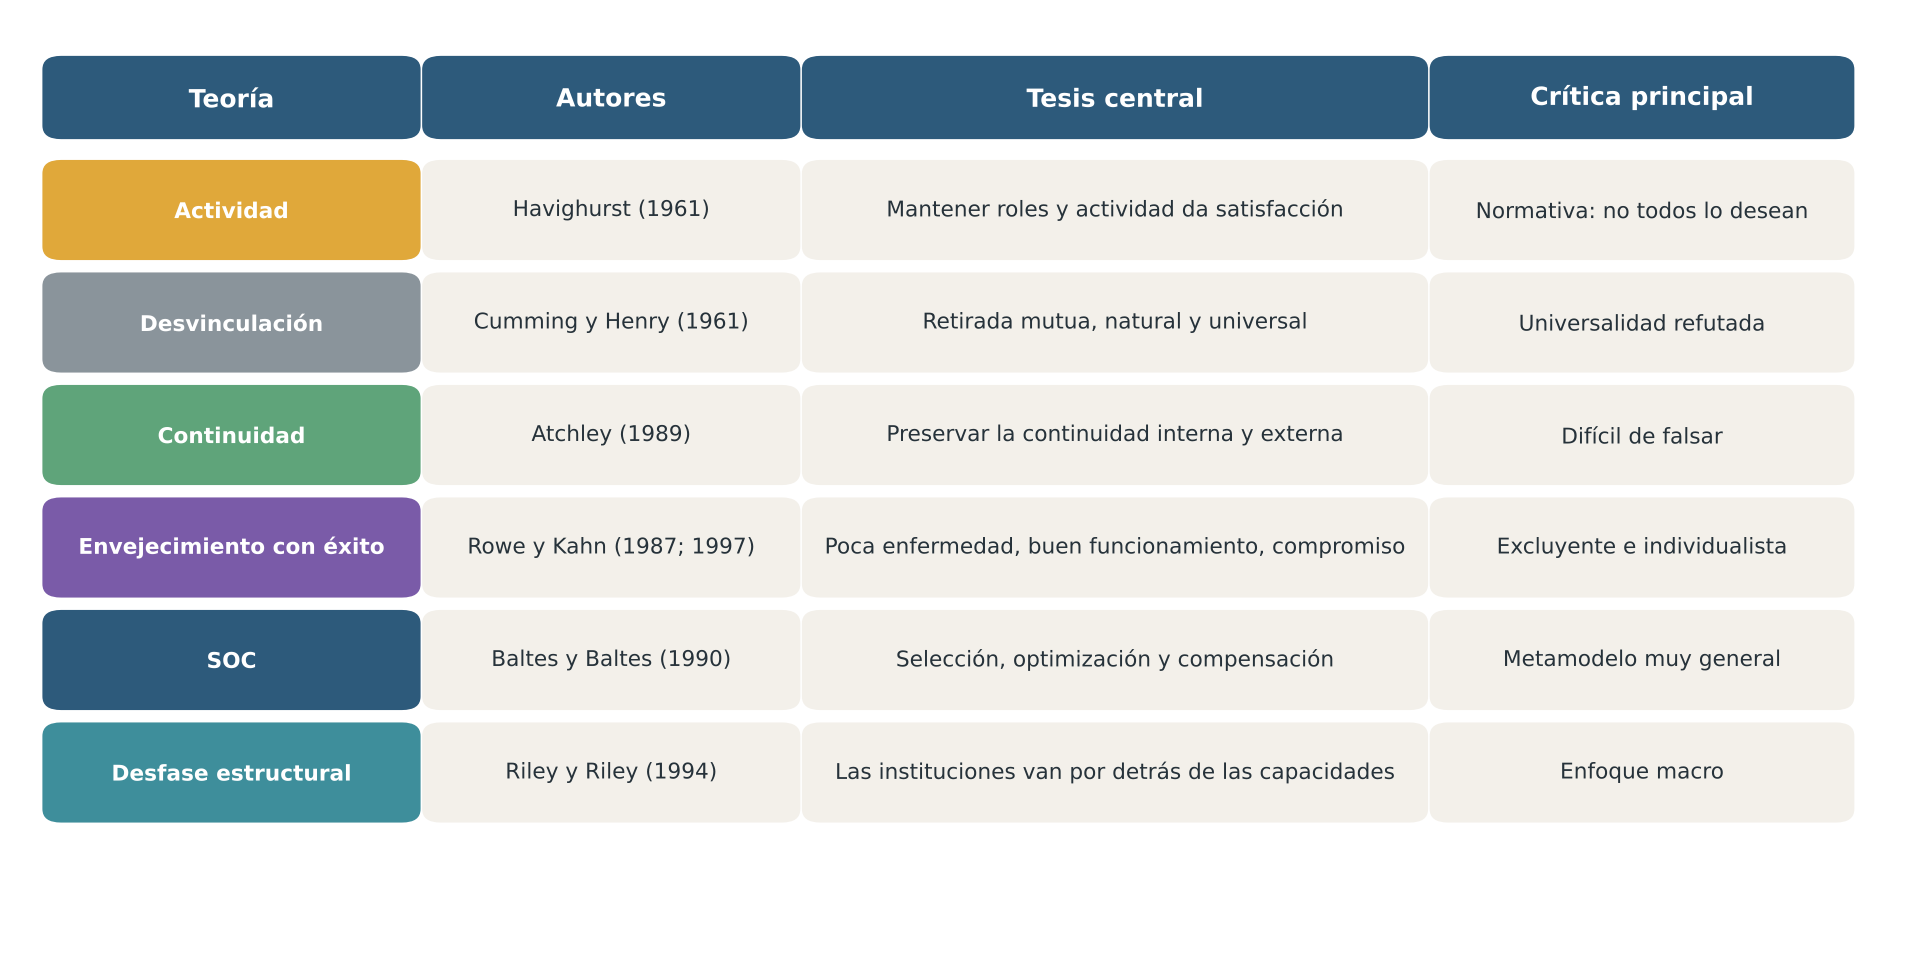 Teoría
Autores
Tesis central
Crítica principal
Actividad
Havighurst (1961)
Mantener roles y actividad da satisfacción
Normativa: no todos lo desean
Desvinculación
Cumming y Henry (1961)
Retirada mutua, natural y universal
Universalidad refutada
Continuidad
Atchley (1989)
Preservar la continuidad interna y externa
Difícil de falsar
Envejecimiento con éxito
Rowe y Kahn (1987; 1997)
Poca enfermedad, buen funcionamiento, compromiso
Excluyente e individualista
SOC
Baltes y Baltes (1990)
Selección, optimización y compensación
Metamodelo muy general
Desfase estructural
Riley y Riley (1994)
Las instituciones van por detrás de las capacidades
Enfoque macro